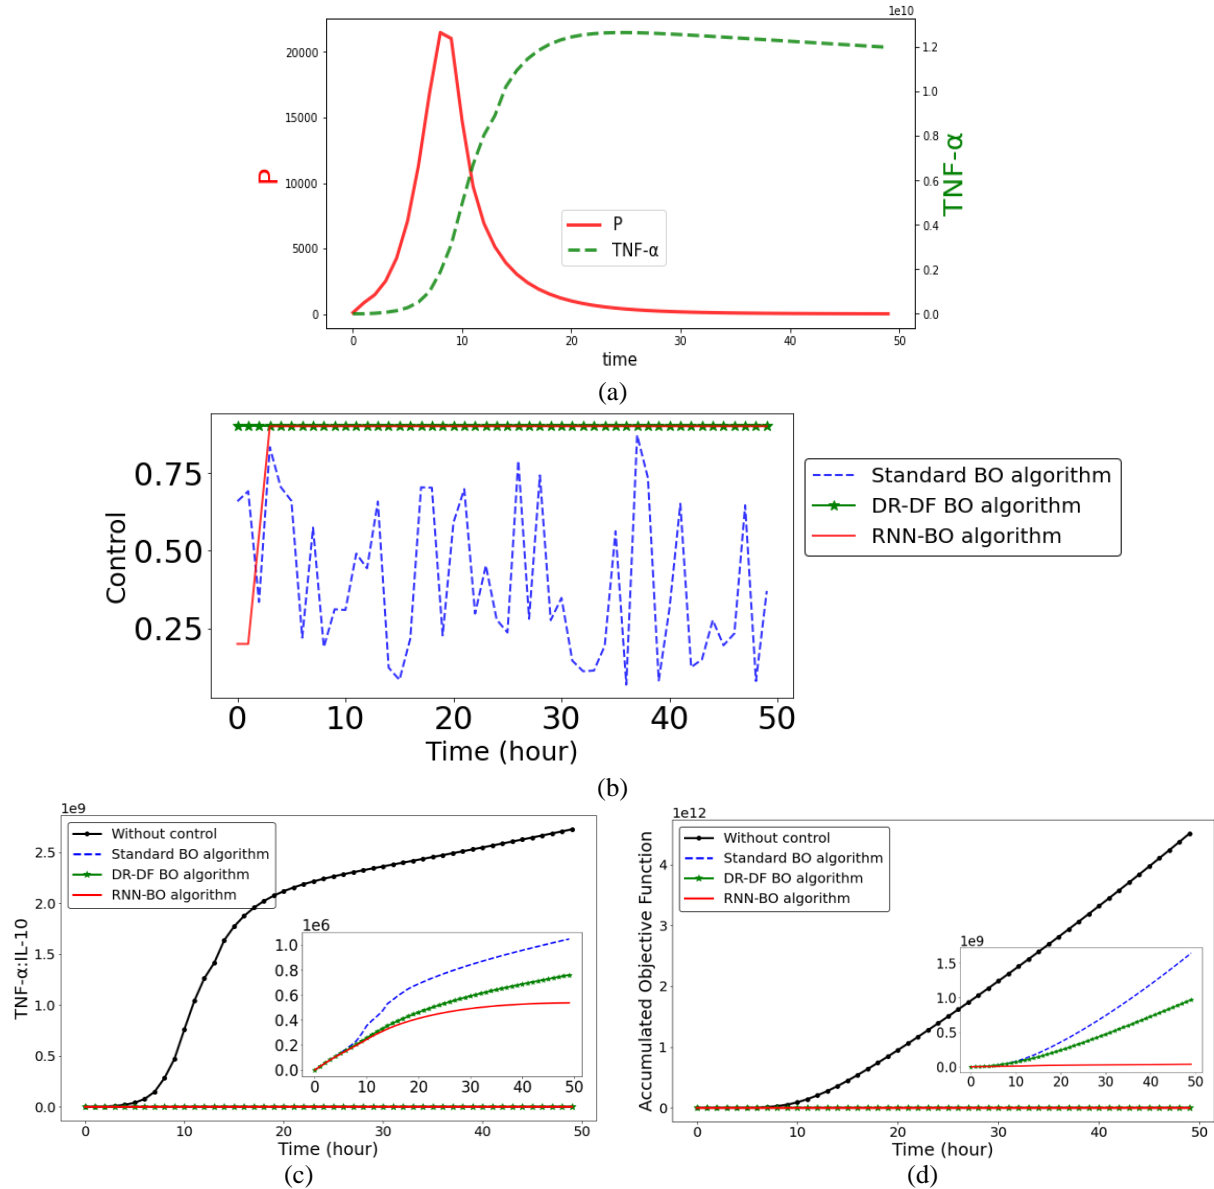 1e10
20000
15000
10000
5000
0
P
1.2
1.0
0.8
0.6
0.4
0.2
0.0
TNF-α
P
TNF-α
0 10 20 30 40 50
time
(a)
0.75
0.50
0.25
Control
0 10 20 30 40 50
Time (hour)
Standard BO algorithm
DR-DF BO algorithm
RNN-BO algorithm
(b)
1e9
2.5
2.0
1.5
1.0
0.5
0.0
TNF-α:IL-10
Without control
Standard BO algorithm
DR-DF BO algorithm
RNN-BO algorithm
1e6
1.0
0.8
0.6
0.4
0.2
0.0
0 10 20 30 40 50
0 10 20 30 40 50
Time (hour)
(c)
1e12
4
3
2
1
0
Accumulated Objective Function
Without control
Standard BO algorithm
DR-DF BO algorithm
RNN-BO algorithm
1e9
1.5
1.0
0.5
0.0
0 10 20 30 40 50
0 10 20 30 40 50
Time (hour)
(d)